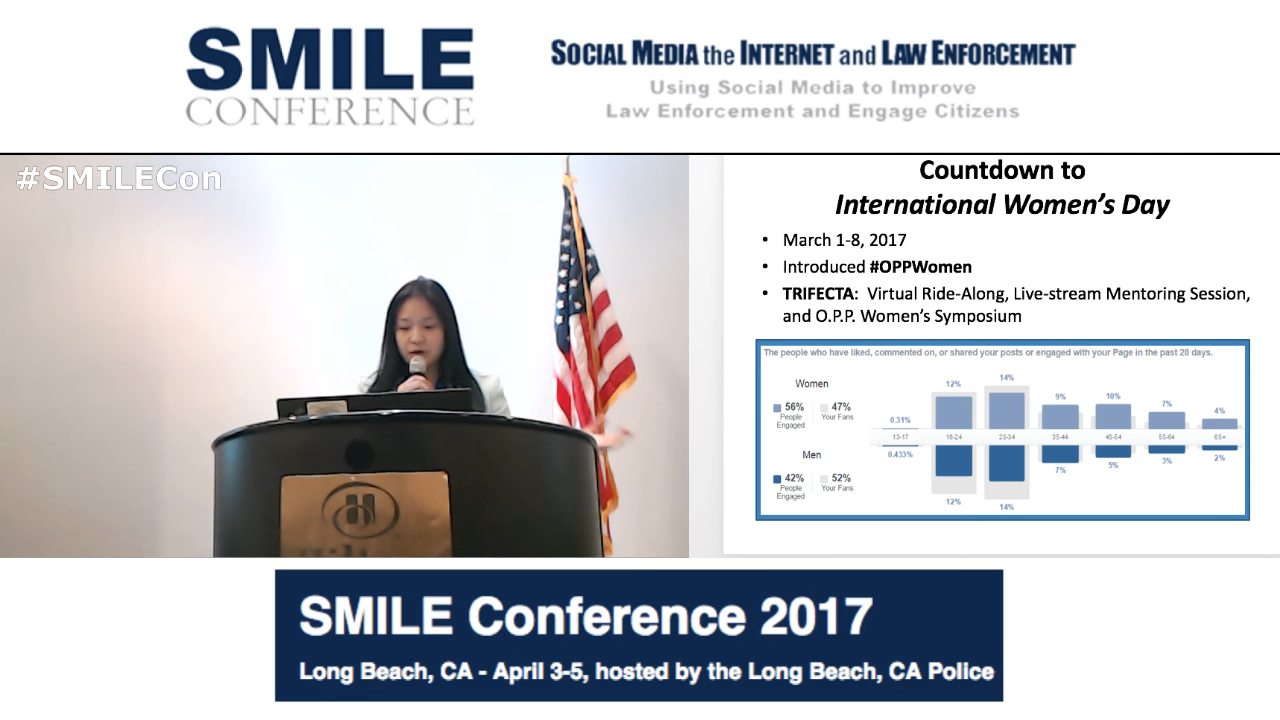 SMILE
CONFERENCE
SOCIAL MEDIA the INTERNET and LAW ENFORCEMENT
Using Social Media to Improve
Law Enforcement and Engage Citizens
#SMILECon
Countdown to
International Women's Day
• March 1-8, 2017
• Introduced #OPPWomen
• TRIFECTA: Virtual Ride-Along, Live-stream Mentoring Session,
and O.P.P. Women's Symposium
The people who have liked, commented on, or shared your posts or engaged with your Page in the past 28 days.
Women
56% 47%
People Your Fans
Engaged
0.31% 12% 14% 9% 10% 7% 4%
13-17 18-24 25-34 35-44 45-54 55-64 65+
0.433% 12% 14% 7% 5% 3% 2%
Men
42% 52%
People Your Fans
Engaged
SMILE Conference 2017
Long Beach, CA - April 3-5, hosted by the Long Beach, CA Police